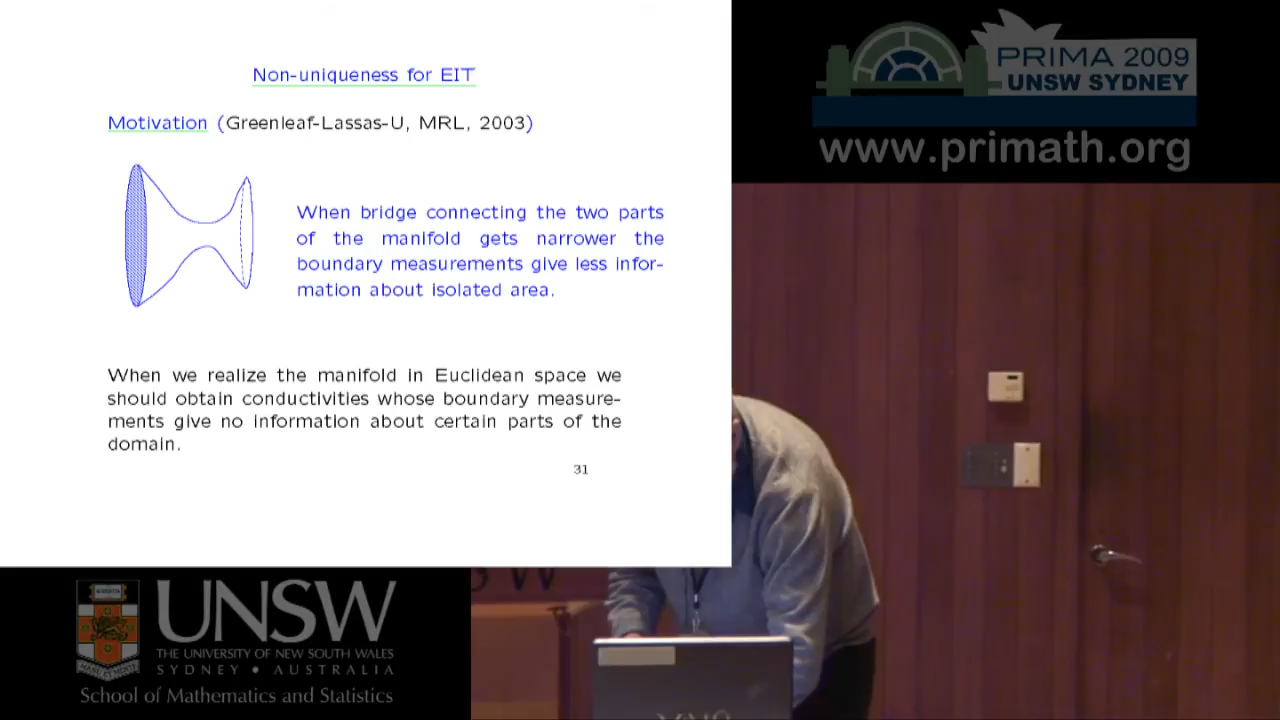 Non-uniqueness for EIT
Motivation (Greenleaf-Lassas-U, MRL, 2003)
When bridge connecting the two parts
of the manifold gets narrower the
boundary measurements give less infor-
mation about isolated area.
When we realize the manifold in Euclidean space we
should obtain conductivities whose boundary measure-
ments give no information about certain parts of the
domain.
31
PRIMA 2009
UNSW SYDNEY
www.primath.org
UNSW
THE UNIVERSITY OF NEW SOUTH WALES
SYDNEY • AUSTRALIA
School of Mathematics and Statistics
VAIO